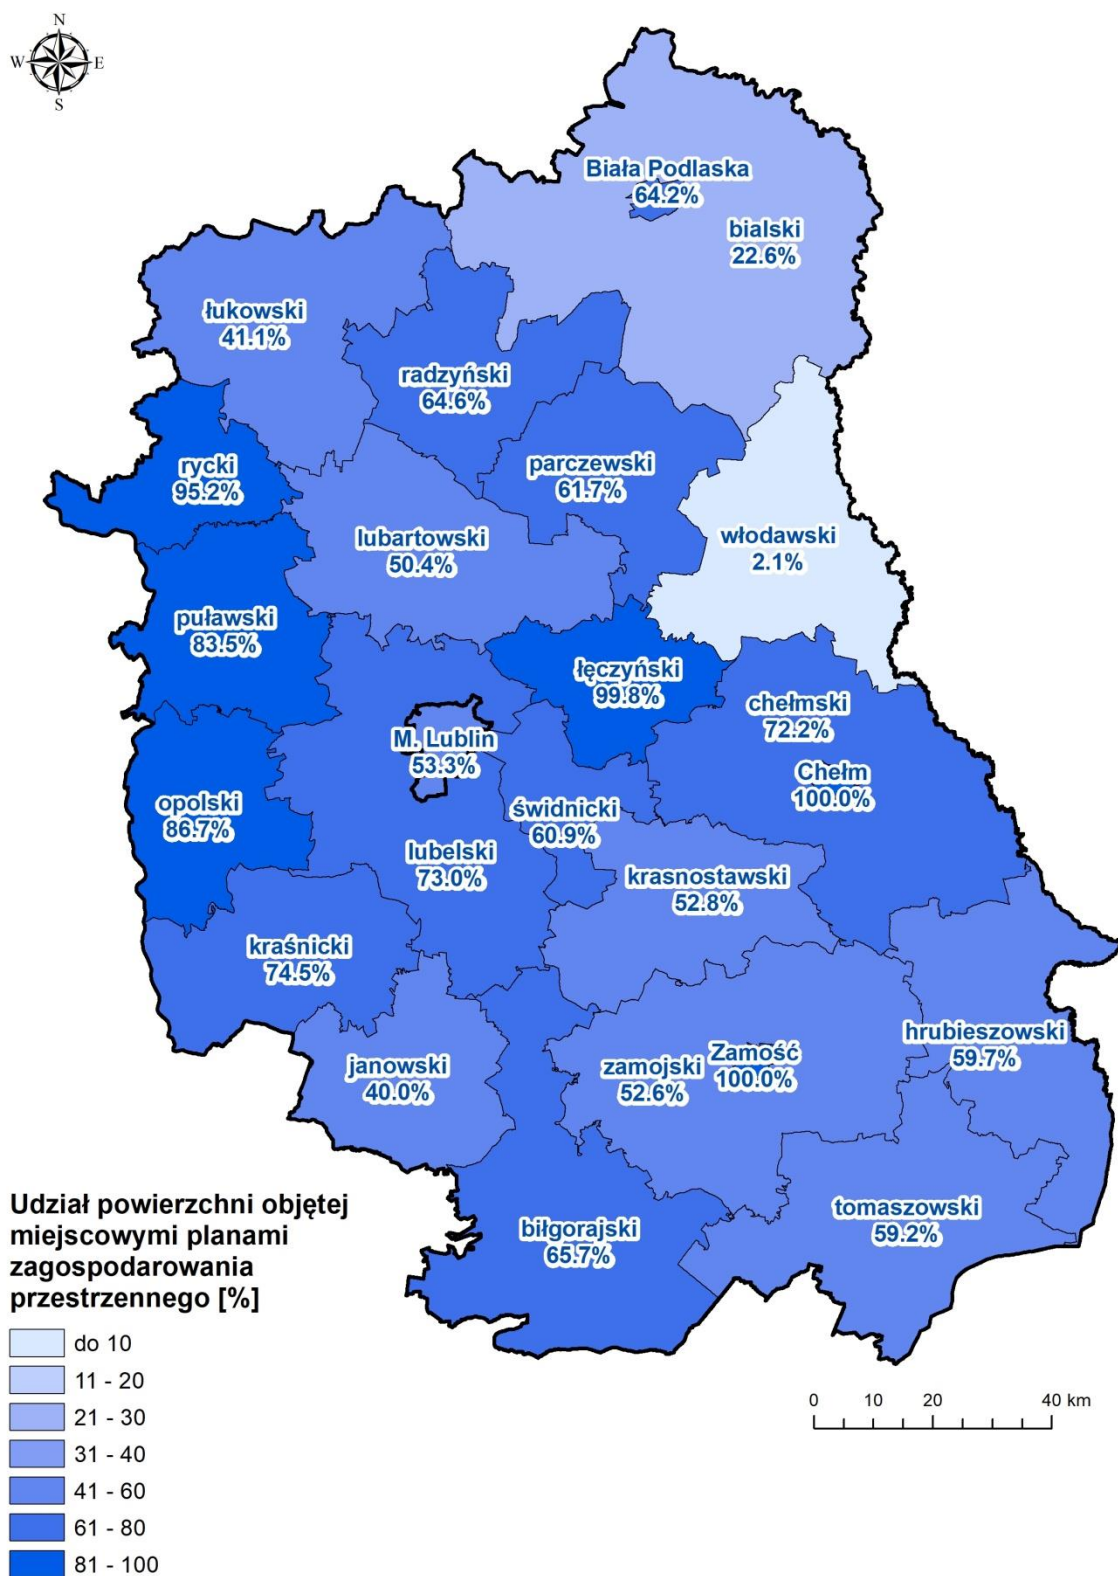 N
W E
S
Biała Podlaska
64.2%
bialski
22.6%
łukowski
41.1%
radzyński
64.6%
rycki
95.2%
parczewski
61.7%
lubartowski
50.4%
włodawski
2.1%
puławski
83.5%
łęczyński
99.8%
chełmski
72.2%
M. Lublin
53.3%
Chełm
100.0%
opolski
86.7%
świdnicki
60.9%
lubelski
73.0%
krasnostawski
52.8%
kraśnicki
74.5%
hrubieszowski
59.7%
janowski
40.0%
zamojski
52.6%
Zamość
100.0%
tomaszowski
59.2%
biłgorajski
65.7%
Udział powierzchni objętej
miejscowymi planami
zagospodarowania
przestrzennego [%]
do 10
11 - 20
21 - 30
31 - 40
41 - 60
61 - 80
81 - 100
0 10 20 40 km